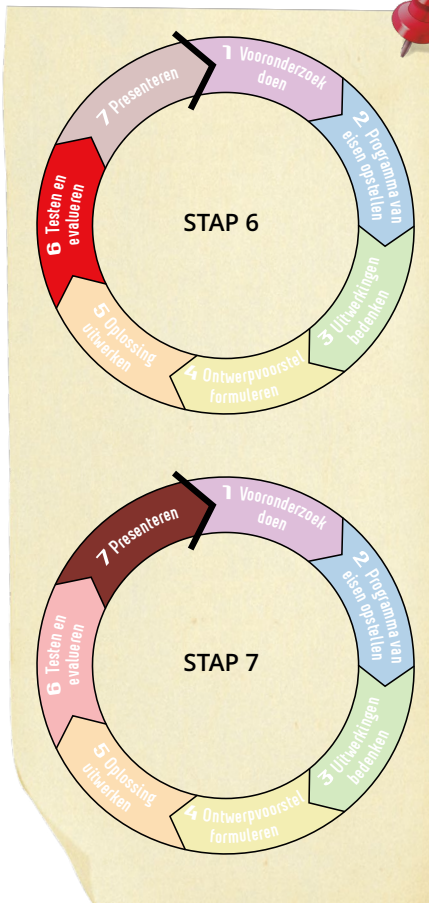 1 Vooronderzoek
doen
2 Programma van
eisen opstellen
3 Uitwerkingen
bedenken
4 Ontwerpvoorstel
formuleren
5 Oplossing
uitwerken
6 Testen en
evalueren
7 Presenteren
STAP 6
1 Vooronderzoek
doen
2 Programma van
eisen opstellen
3 Uitwerkingen
bedenken
4 Ontwerpvoorstel
formuleren
5 Oplossing
uitwerken
6 Testen en
evalueren
7 Presenteren
STAP 7